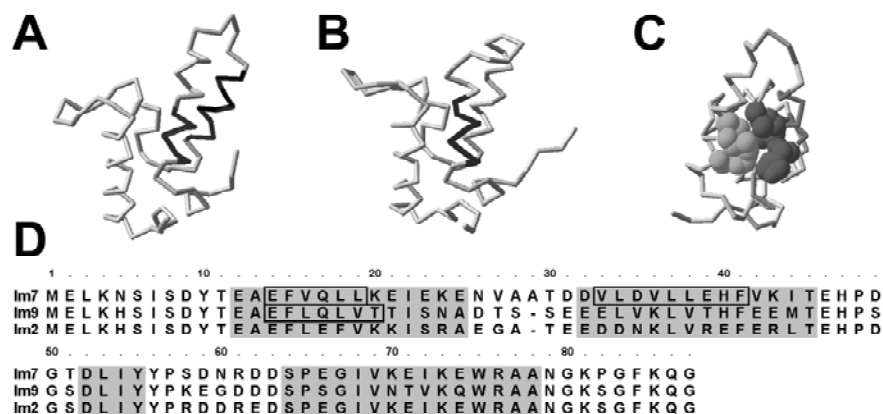 A B C
D
1 10 20 30 40
Im7 M E L K N S I S D Y T E A E F V Q L L K E I E K E N V A A T D D V L D V L L E H F V K I T E H P D
Im9 M E L K H S I S D Y T E A E F L Q L V T T I S N A D T S - S E E E L V K L V T H F E E M T E H P D
Im2 M E L K H S I S D Y T E A E F L E F V K K I S R A E G A - T E E D D N K L V R E F E R L T E H P D
50 60 70 80
Im7 G T D L I Y Y P S D N R D D S P E G I V K E I K E W R A A N G K P G F K Q G
Im9 G S D L I Y Y P K E G D D D S P S G I V N T V K Q W R A A N G K S G F K Q G
Im2 G S D L I Y Y P R D D R E D S P E G I V K E I K E W R A A N G K S G F K Q G